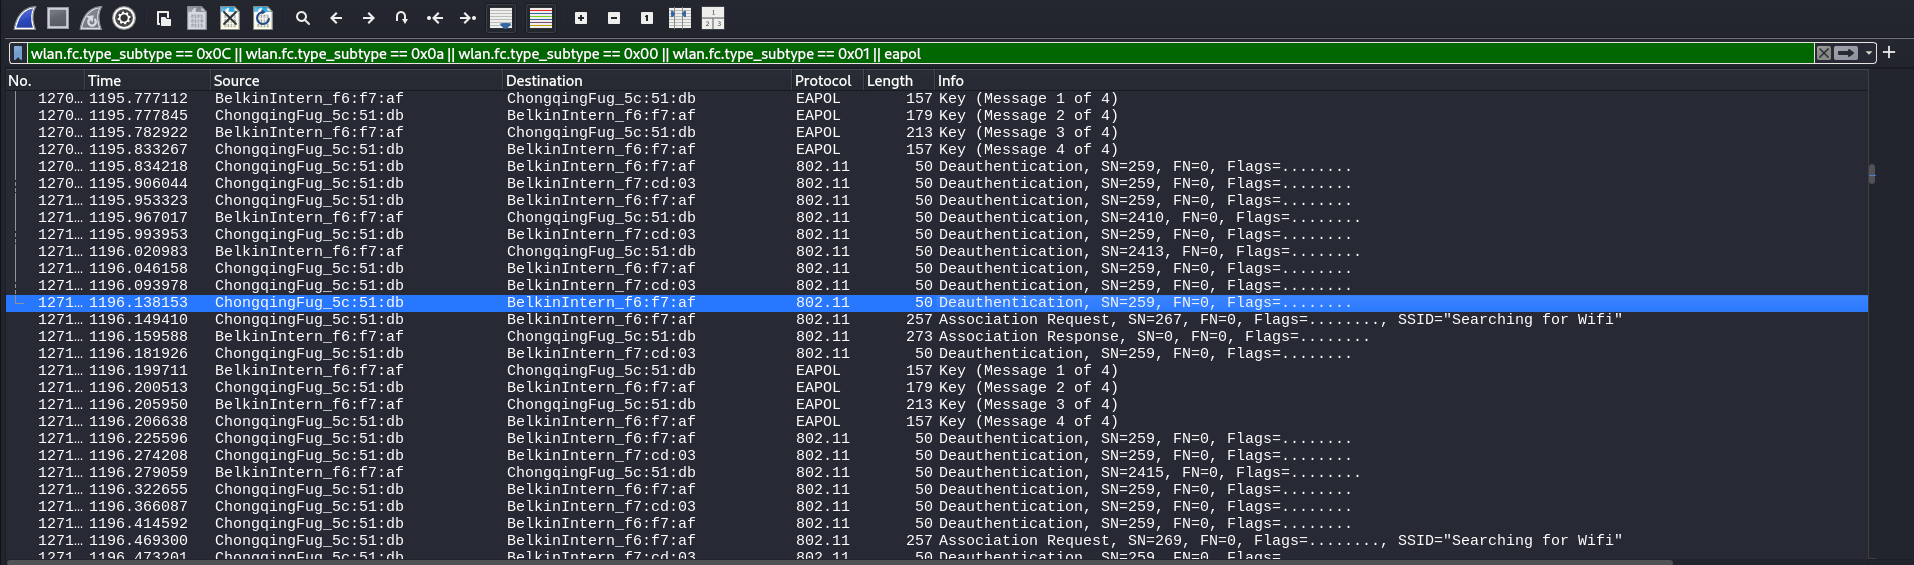 wlan.fc.type_subtype == 0x0C || wlan.fc.type_subtype == 0x0a || wlan.fc.type_subtype == 0x00 || wlan.fc.type_subtype == 0x01 || eapol
No. Time Source Destination Protocol Length Info
1270… 1195.777112 BelkinIntern_f6:f7:af ChongqingFug_5c:51:db EAPOL 157 Key (Message 1 of 4)
1270… 1195.777845 ChongqingFug_5c:51:db BelkinIntern_f6:f7:af EAPOL 179 Key (Message 2 of 4)
1270… 1195.782922 BelkinIntern_f6:f7:af ChongqingFug_5c:51:db EAPOL 213 Key (Message 3 of 4)
1270… 1195.833267 ChongqingFug_5c:51:db BelkinIntern_f6:f7:af EAPOL 157 Key (Message 4 of 4)
1270… 1195.834218 ChongqingFug_5c:51:db BelkinIntern_f6:f7:af 802.11 50 Deauthentication, SN=259, FN=0, Flags=........
1270… 1195.906044 ChongqingFug_5c:51:db BelkinIntern_f7:cd:03 802.11 50 Deauthentication, SN=259, FN=0, Flags=........
1271… 1195.953323 ChongqingFug_5c:51:db BelkinIntern_f6:f7:af 802.11 50 Deauthentication, SN=259, FN=0, Flags=........
1271… 1195.967017 BelkinIntern_f6:f7:af ChongqingFug_5c:51:db 802.11 50 Deauthentication, SN=2410, FN=0, Flags=........
1271… 1195.993953 ChongqingFug_5c:51:db BelkinIntern_f7:cd:03 802.11 50 Deauthentication, SN=259, FN=0, Flags=........
1271… 1196.020983 BelkinIntern_f6:f7:af ChongqingFug_5c:51:db 802.11 50 Deauthentication, SN=2413, FN=0, Flags=........
1271… 1196.046158 ChongqingFug_5c:51:db BelkinIntern_f6:f7:af 802.11 50 Deauthentication, SN=259, FN=0, Flags=........
1271… 1196.093978 ChongqingFug_5c:51:db BelkinIntern_f7:cd:03 802.11 50 Deauthentication, SN=259, FN=0, Flags=........
1271… 1196.138153 ChongqingFug_5c:51:db BelkinIntern_f6:f7:af 802.11 50 Deauthentication, SN=259, FN=0, Flags=........
1271… 1196.149410 ChongqingFug_5c:51:db BelkinIntern_f6:f7:af 802.11 257 Association Request, SN=267, FN=0, Flags=........, SSID="Searching for Wifi"
1271… 1196.159588 BelkinIntern_f6:f7:af ChongqingFug_5c:51:db 802.11 273 Association Response, SN=0, FN=0, Flags=........
1271… 1196.181926 ChongqingFug_5c:51:db BelkinIntern_f7:cd:03 802.11 50 Deauthentication, SN=259, FN=0, Flags=........
1271… 1196.199711 BelkinIntern_f6:f7:af ChongqingFug_5c:51:db EAPOL 157 Key (Message 1 of 4)
1271… 1196.200513 ChongqingFug_5c:51:db BelkinIntern_f6:f7:af EAPOL 179 Key (Message 2 of 4)
1271… 1196.205950 BelkinIntern_f6:f7:af ChongqingFug_5c:51:db EAPOL 213 Key (Message 3 of 4)
1271… 1196.206638 ChongqingFug_5c:51:db BelkinIntern_f6:f7:af EAPOL 157 Key (Message 4 of 4)
1271… 1196.225596 ChongqingFug_5c:51:db BelkinIntern_f6:f7:af 802.11 50 Deauthentication, SN=259, FN=0, Flags=........
1271… 1196.274208 ChongqingFug_5c:51:db BelkinIntern_f7:cd:03 802.11 50 Deauthentication, SN=259, FN=0, Flags=........
1271… 1196.279059 BelkinIntern_f6:f7:af ChongqingFug_5c:51:db 802.11 50 Deauthentication, SN=2415, FN=0, Flags=........
1271… 1196.322655 ChongqingFug_5c:51:db BelkinIntern_f6:f7:af 802.11 50 Deauthentication, SN=259, FN=0, Flags=........
1271… 1196.366087 ChongqingFug_5c:51:db BelkinIntern_f7:cd:03 802.11 50 Deauthentication, SN=259, FN=0, Flags=........
1271… 1196.414592 ChongqingFug_5c:51:db BelkinIntern_f6:f7:af 802.11 50 Deauthentication, SN=259, FN=0, Flags=........
1271… 1196.469300 ChongqingFug_5c:51:db BelkinIntern_f6:f7:af 802.11 257 Association Request, SN=269, FN=0, Flags=........, SSID="Searching for Wifi"
1271 1196.473201 ChongqingFug_5c:51:db BelkinIntern_f7:cd:03 802.11 50 Deauthentication, SN=259, FN=0, Flags=